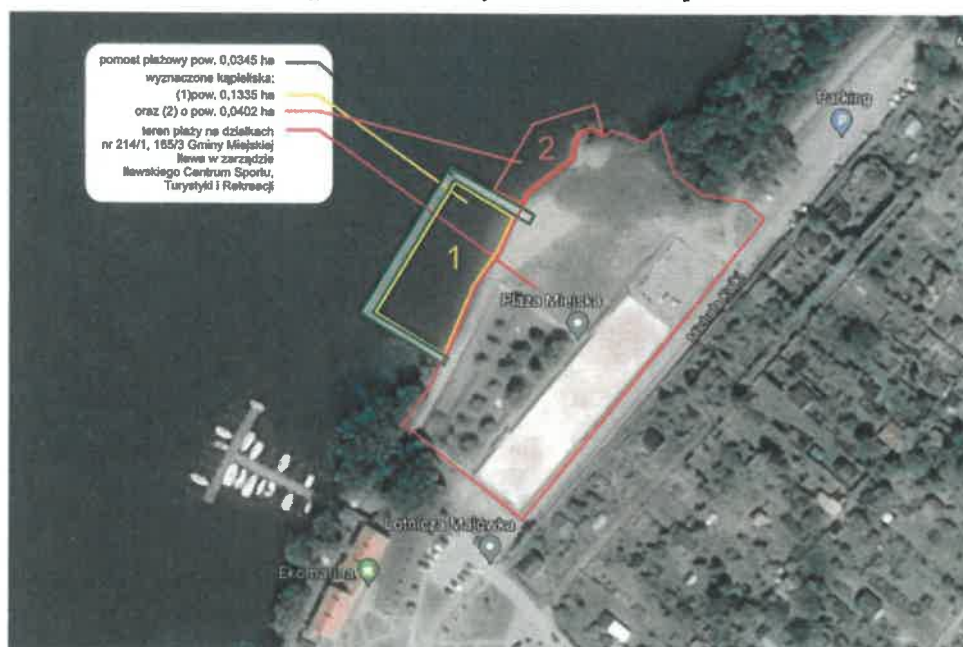 pomost plażowy pow. 0,0345 ha
wyznaczone kąpieliska:
(1)pow. 0,1335 ha
oraz (2) o pow. 0,0402 ha
teren plaży na działkach
nr 214/1, 165/3 Gminy Miejskiej
Iława w zarządzie
Iławskiego Centrum Sportu,
Turystyki i Rekreacji
Parking
P
2
1
Plaża Miejska
Lotnicza Majówka
Ekomarina